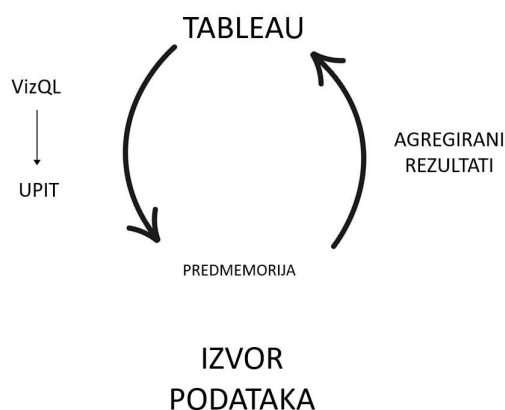 TABLEAU
VizQL
UPIT
AGREGIRANI
REZULTATI
PREDMEMORIJA
IZVOR
PODATAKA